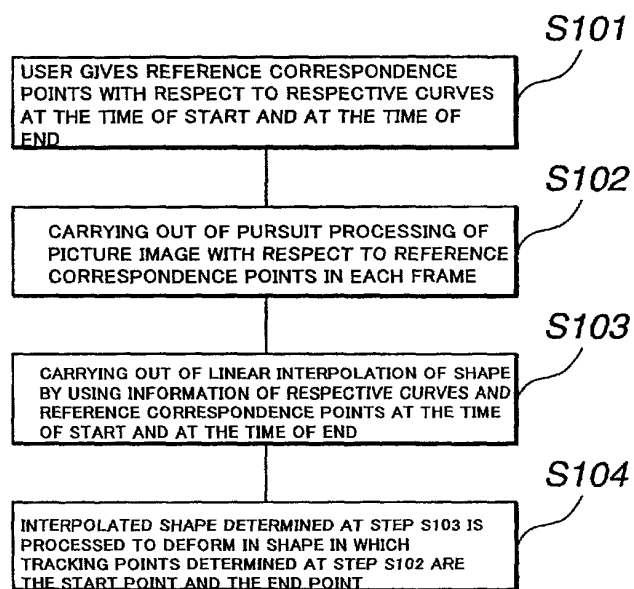 S101
USER GIVES REFERENCE CORRESPONDENCE
POINTS WITH RESPECT TO RESPECTIVE CURVES
AT THE TIME OF START AND AT THE TIME OF
END
S102
CARRYING OUT OF PURSUIT PROCESSING OF
PICTURE IMAGE WITH RESPECT TO REFERENCE
CORRESPONDENCE POINTS IN EACH FRAME
S103
CARRYING OUT OF LINEAR INTERPOLATION OF SHAPE
BY USING INFORMATION OF RESPECTIVE CURVES AND
REFERENCE CORRESPONDENCE POINTS AT THE TIME
OF START AND AT THE TIME OF END
S104
INTERPOLATED SHAPE DETERMINED AT STEP S103 IS
PROCESSED TO DEFORM IN SHAPE IN WHICH
TRACKING POINTS DETERMINED AT STEP S102 ARE
THE START POINT AND THE END POINT